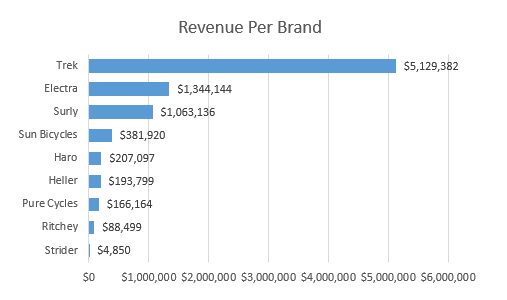 Revenue Per Brand
Trek $5,129,382
Electra $1,344,144
Surly $1,063,136
Sun Bicycles $381,920
Haro $207,097
Heller $193,799
Pure Cycles $166,164
Ritchey $88,499
Strider $4,850
$0 $1,000,000 $2,000,000 $3,000,000 $4,000,000 $5,000,000 $6,000,000